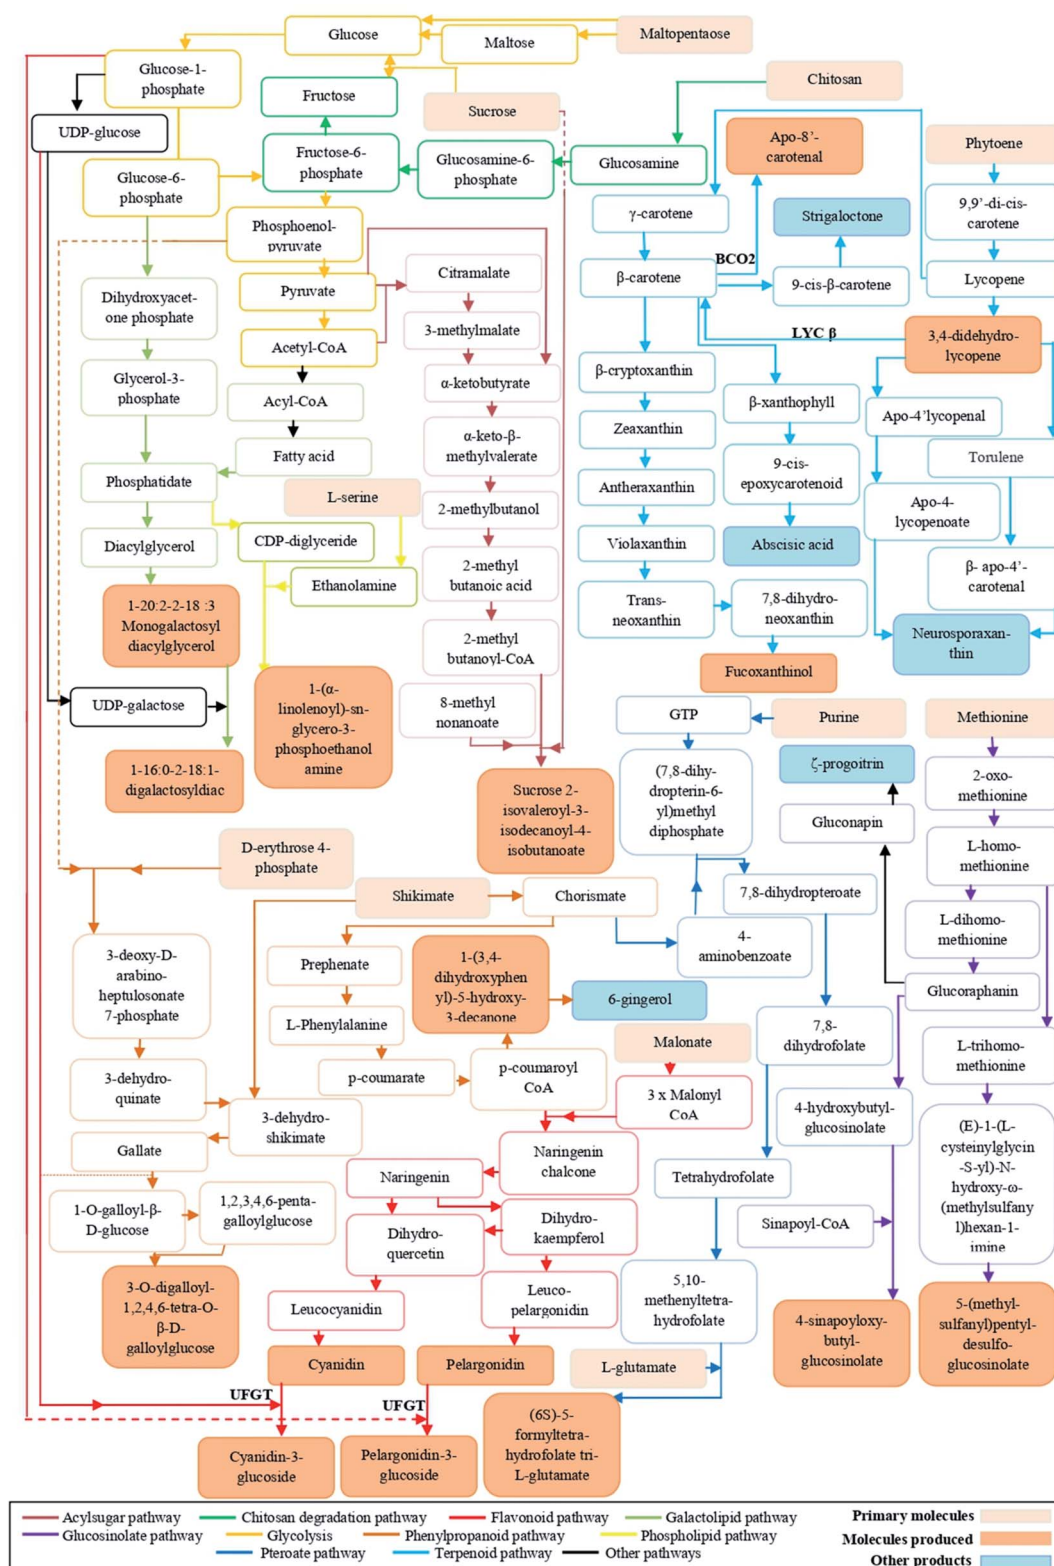 Glucose
Maltose
Maltopentaose
Glucose-1-
phosphate
Chitosan
Fructose
Sucrose
UDP-glucose
Apo-8'-
carotenal
Phytoene
Fructose-6-
phosphate
Glucosamine-6-
phosphate
Glucosamine
Glucose-6-
phosphate
9,9'-di-cis-
carotene
γ-carotene
Strigaloctone
Phosphoenol-
pyruvate
BCO2
Citramalate
β-carotene
9-cis-β-carotene
Lycopene
Pyruvate
Dihydroxyacet-
one phosphate
3-methylmalate
LYC β
3,4-didehydro-
lycopene
Acetyl-CoA
Glycerol-3-
phosphate
α-ketobutyrate
β-cryptoxanthin
Acyl-CoA
β-xanthophyll
Apo-4'lycopenal
Zeaxanthin
α-keto-β-
methylvalerate
Fatty acid
Torulene
9-cis-
epoxycarotenoid
Phosphatidate
Antheraxanthin
L-serine
2-methylbutanol
Apo-4-
lycopenoate
CDP-diglyceride
Diacylglycerol
Violaxanthin
Abscisic acid
2-methyl
butanoic acid
β- apo-4'-
carotenal
Ethanolamine
1-20:2-2-18 :3
Monogalactosyl
diacylglycerol
Trans-
neoxanthin
7,8-dihydro-
neoxanthin
2-methyl
butanoyl-CoA
Neurosporaxan-
thin
Fucoxanthinol
1-(α-
linolenoyl)-sn-
glycero-3-
phosphoethanol
amine
UDP-galactose
8-methyl
nonanoate
GTP
Purine
Methionine
1-16:0-2-18:1-
digalactosyldiac
(7,8-dihy-
dropterin-6-
yl)methyl
diphosphate
ζ-progoitrin
2-oxo-
methionine
Sucrose 2-
isovaleroyl-3-
isodecanoyl-4-
isobutanoate
Gluconapin
L-homo-
methionine
D-erythrose 4-
phosphate
Shikimate
Chorismate
7,8-dihydropteroate
L-dihomo-
methionine
3-deoxy-D-
arabino-
heptulosonate
7-phosphate
Prephenate
1-(3,4-
dihydroxyphen
yl)-5-hydroxy-
3-decanone
4-
aminobenzoate
6-gingerol
Glucoraphanin
L-Phenylalanine
7,8-
dihydrofolate
Malonate
L-trihomo-
methionine
p-coumarate
p-coumaroyl
CoA
3-dehydro-
quinate
3 x Malonyl
CoA
4-hydroxybutyl-
glucosinolate
3-dehydro-
shikimate
(E)-1-(L-
cysteinylglycin
-S-yl)-N-
hydroxy-ω-
(methylsulfany
l)hexan-1-
imine
Gallate
Naringenin
chalcone
Naringenin
Tetrahydrofolate
1-O-galloyl-β-
D-glucose
1,2,3,4,6-penta-
galloylglucose
Dihydro-
quercetin
Dihydro-
kaempferol
Sinapoyl-CoA
3-O-digalloyl-
1,2,4,6-tetra-O-
β-D-
galloylglucose
Leucocyanidin
Leuco-
pelargonidin
5,10-
methenyltetra-
hydrofolate
4-sinapoyloxy-
butyl-
glucosinolate
5-(methyl-
sulfanyl)pentyl-
desulfo-
glucosinolate
Cyanidin
Pelargonidin
L-glutamate
UFGT
UFGT
Cyanidin-3-
glucoside
Pelargonidin-3-
glucoside
(6S)-5-
formyltetra-
hydrofolate tri-
L-glutamate
Acylsugar pathway
Chitosan degradation pathway
Flavonoid pathway
Galactolipid pathway
Primary molecules
Glucosinolate pathway
Glycolysis
Phenylpropanoid pathway
Phospholipid pathway
Molecules produced
Pteroate pathway
Terpenoid pathway
Other pathways
Other products